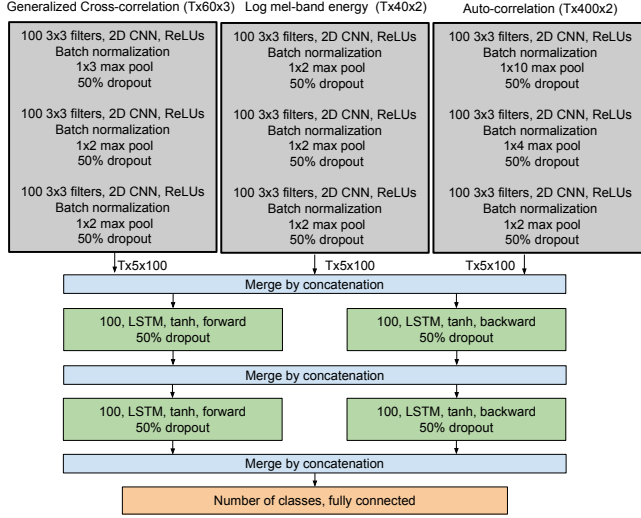 Generalized Cross-correlation (Tx60x3)
Log mel-band energy (Tx40x2)
Auto-correlation (Tx400x2)
100 3x3 filters, 2D CNN, ReLUs
Batch normalization
1x3 max pool
50% dropout
100 3x3 filters, 2D CNN, ReLUs
Batch normalization
1x2 max pool
50% dropout
100 3x3 filters, 2D CNN, ReLUs
Batch normalization
1x2 max pool
50% dropout
100 3x3 filters, 2D CNN, ReLUs
Batch normalization
1x2 max pool
50% dropout
100 3x3 filters, 2D CNN, ReLUs
Batch normalization
1x2 max pool
50% dropout
100 3x3 filters, 2D CNN, ReLUs
Batch normalization
1x2 max pool
50% dropout
100 3x3 filters, 2D CNN, ReLUs
Batch normalization
1x10 max pool
50% dropout
100 3x3 filters, 2D CNN, ReLUs
Batch normalization
1x4 max pool
50% dropout
100 3x3 filters, 2D CNN, ReLUs
Batch normalization
1x2 max pool
50% dropout
Tx5x100
Tx5x100
Tx5x100
Merge by concatenation
100, LSTM, tanh, forward
50% dropout
100, LSTM, tanh, backward
50% dropout
Merge by concatenation
100, LSTM, tanh, forward
50% dropout
100, LSTM, tanh, backward
50% dropout
Merge by concatenation
Number of classes, fully connected